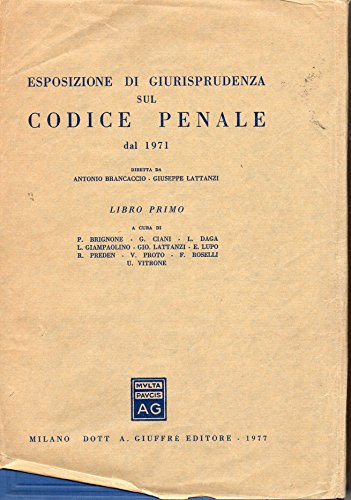 ESPOSIZIONE DI GIURISPRUDENZA
SUL
CODICE PENALE
dal 1971
DIRETTA DA
ANTONIO BRANCACCIO - GIUSEPPE LATTANZI
LIBRO PRIMO
A CURA DI
P. BRIGNONE - G. CIANI - L. DAGA
L. GIAMPAOLINO - GIO. LATTANZI - E. LUPO
R. PREDEN - V. PROTO - F. ROSELLI
U. VITRONE
MVLTA
PAVCIS
AG
MILANO DOTT A. GIUFFRÈ EDITORE - 1977